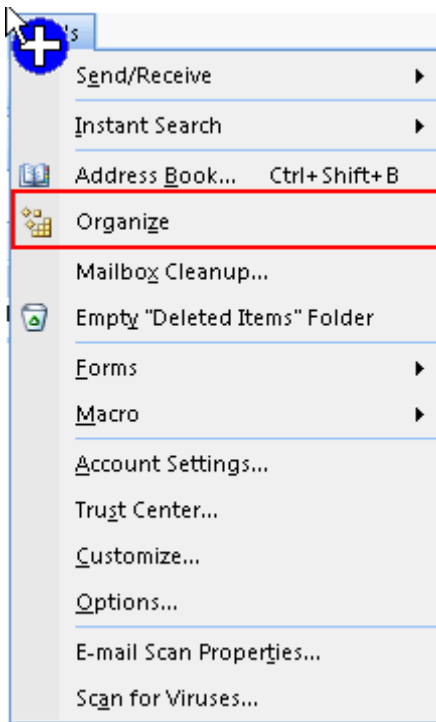 's
Send/Receive
Instant Search
Address Book... Ctrl+Shift+B
Organize
Mailbox Cleanup...
Empty "Deleted Items" Folder
Forms
Macro
Account Settings...
Trust Center...
Customize...
Options...
E-mail Scan Properties...
Scan for Viruses...